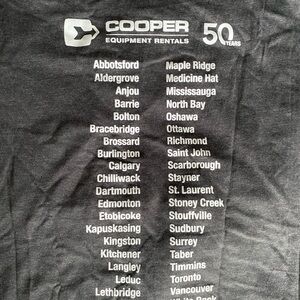 COOPER
EQUIPMENT RENTALS
50 YEARS
Abbotsford
Aldergrove
Anjou
Barrie
Bolton
Bracebridge
Brossard
Burlington
Calgary
Chilliwack
Dartmouth
Edmonton
Etobicoke
Kapuskasing
Kingston
Kitchener
Langley
Leduc
Lethbridge
Maple Ridge
Medicine Hat
Mississauga
North Bay
Oshawa
Ottawa
Richmond
Saint John
Scarborough
Stayner
St. Laurent
Stoney Creek
Stouffville
Sudbury
Surrey
Taber
Timmins
Toronto
Vancouver
White Rock